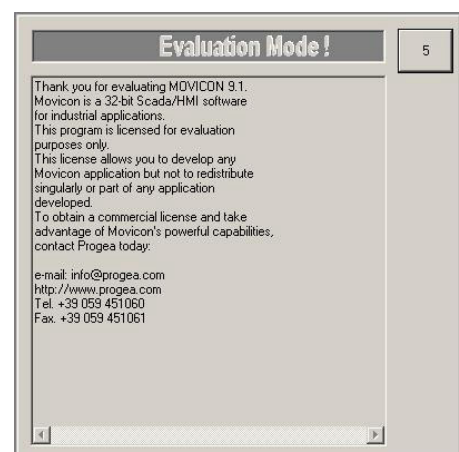 Evaluation Mode !
5
Thank you for evaluating MOVICON 9.1.
Movicon is a 32-bit Scada/HMI software
for industrial applications.
This program is licensed for evaluation
purposes only.
This license allows you to develop any
Movicon application but not to redistribute
singularly or part of any application
developed.
To obtain a commercial license and take
advantage of Movicon's powerful capabilities,
contact Progea today:
e-mail: info@progea.com
http://www.progea.com
Tel. +39 059 451060
Fax. +39 059 451061